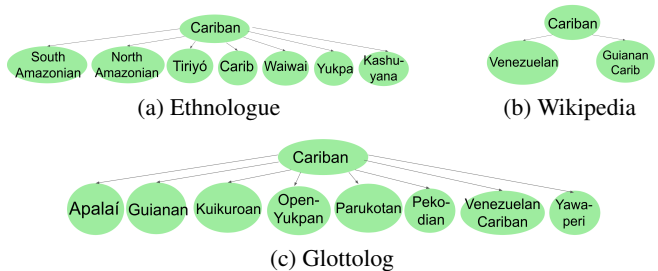 Cariban
South
Amazonian
North
Amazonian
Tiriyó
Carib
Waiwai
Yukpa
Kashu-
yana
(a) Ethnologue
Cariban
Venezuelan
Guianan
Carib
(b) Wikipedia
Cariban
Apalaí
Guianan
Kuikuroan
Open-
Yukpan
Parukotan
Peko-
dian
Venezuelan
Cariban
Yawa-
peri
(c) Glottolog